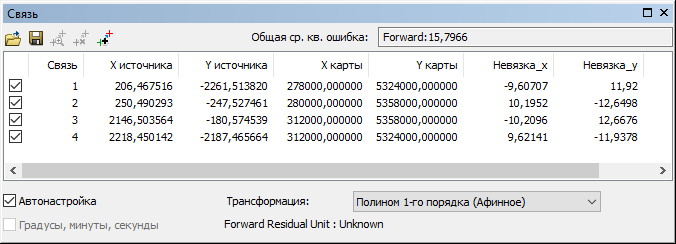 Связь
Общая ср. кв. ошибка: Forward:15,7966
Связь X источника Y источника X карты Y карты Невязка_x Невязка_y
1 206,467516 -2261,513820 278000,000000 5324000,000000 -9,60707 11,92
2 250,490293 -247,527461 280000,000000 5358000,000000 10,1952 -12,6498
3 2146,503564 -180,574539 312000,000000 5358000,000000 -10,2096 12,6676
4 2218,450142 -2187,465664 312000,000000 5324000,000000 9,62141 -11,9378
Автонастройка Трансформация: Полином 1-го порядка (Афинное)
Градусы, минуты, секунды Forward Residual Unit : Unknown